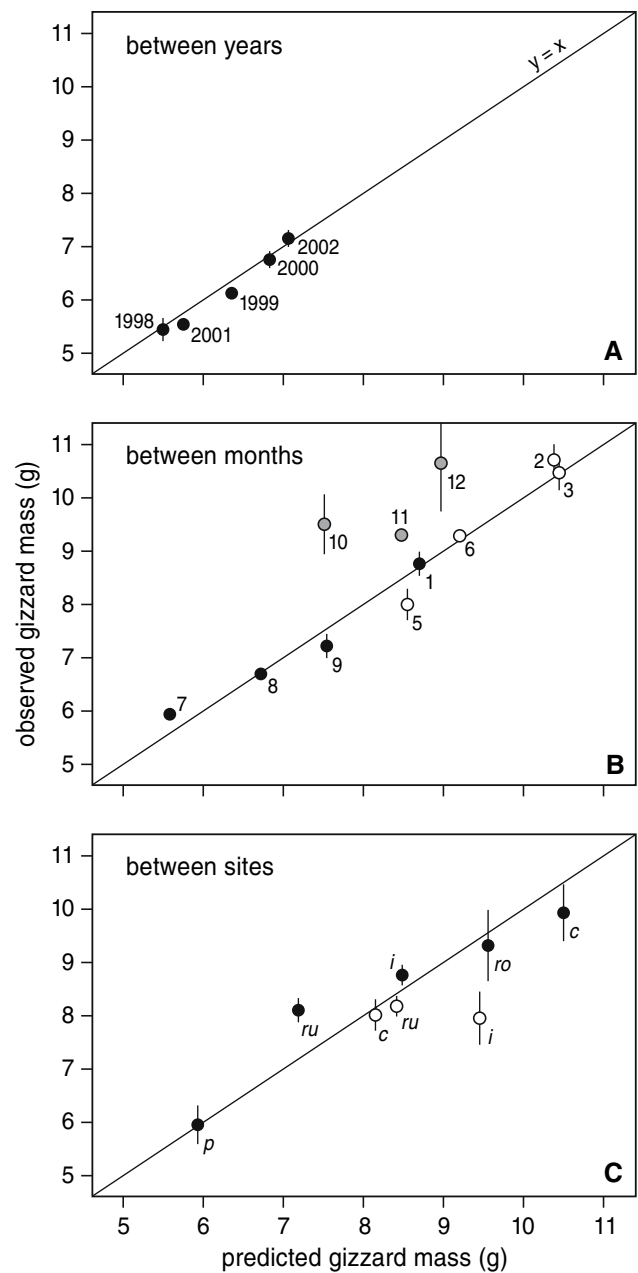 between years
y = x
11
10
9
8
7
6
5
2002
2000
1999
1998
2001
A
observed gizzard mass (g)
between months
11
10
9
8
7
6
5
12
2
3
10
11
6
1
5
9
8
7
B
between sites
11
10
9
8
7
6
5
c
ro
i
ru
c
ru
i
p
C
5 6 7 8 9 10 11
predicted gizzard mass (g)